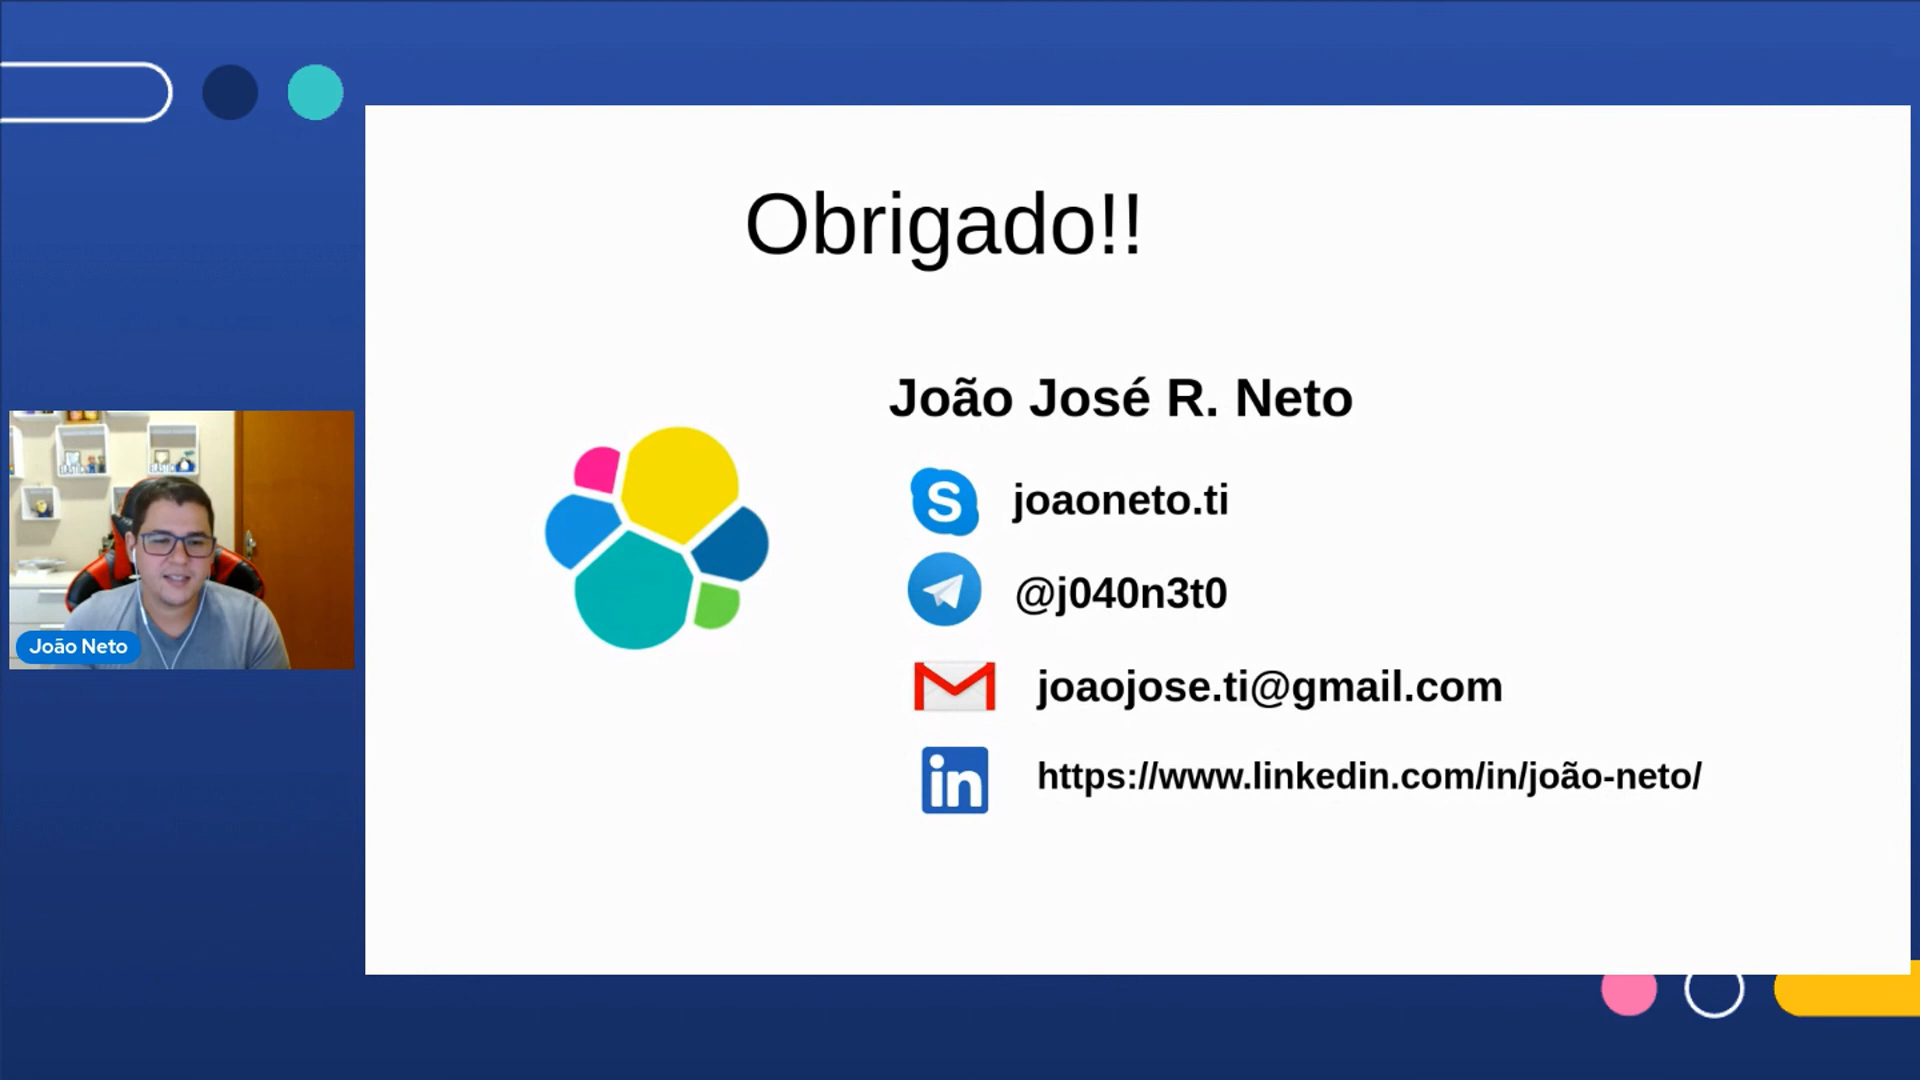 Obrigado!!
João José R. Neto
joaoneto.ti
@j040n3t0
joaojose.ti@gmail.com
https://www.linkedin.com/in/joão-neto/
João Neto